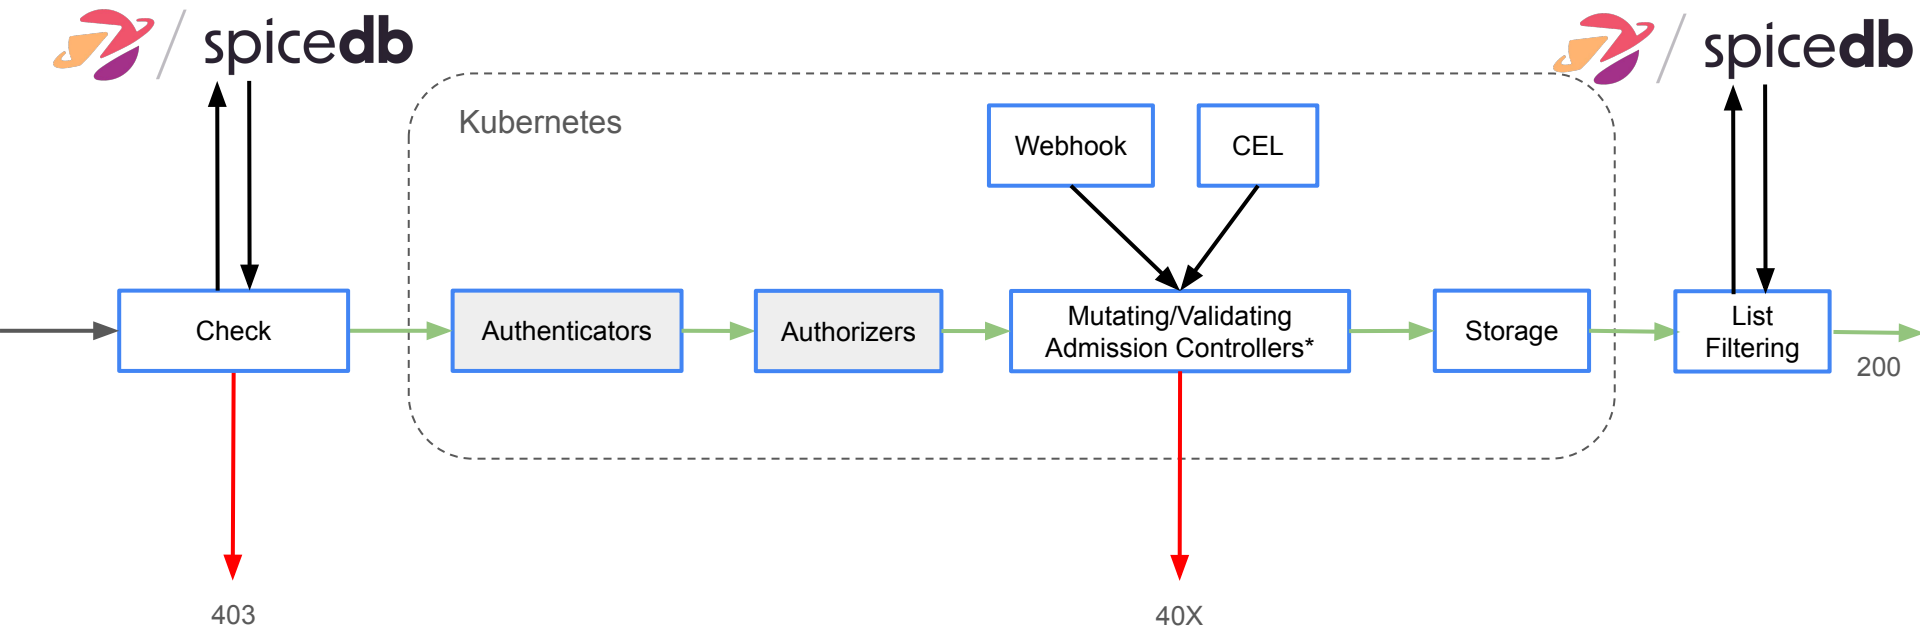 spicedb
spicedb
Kubernetes
Webhook
CEL
Check
Authenticators
Authorizers
Mutating/Validating
Admission Controllers*
Storage
List
Filtering
200
403
40X